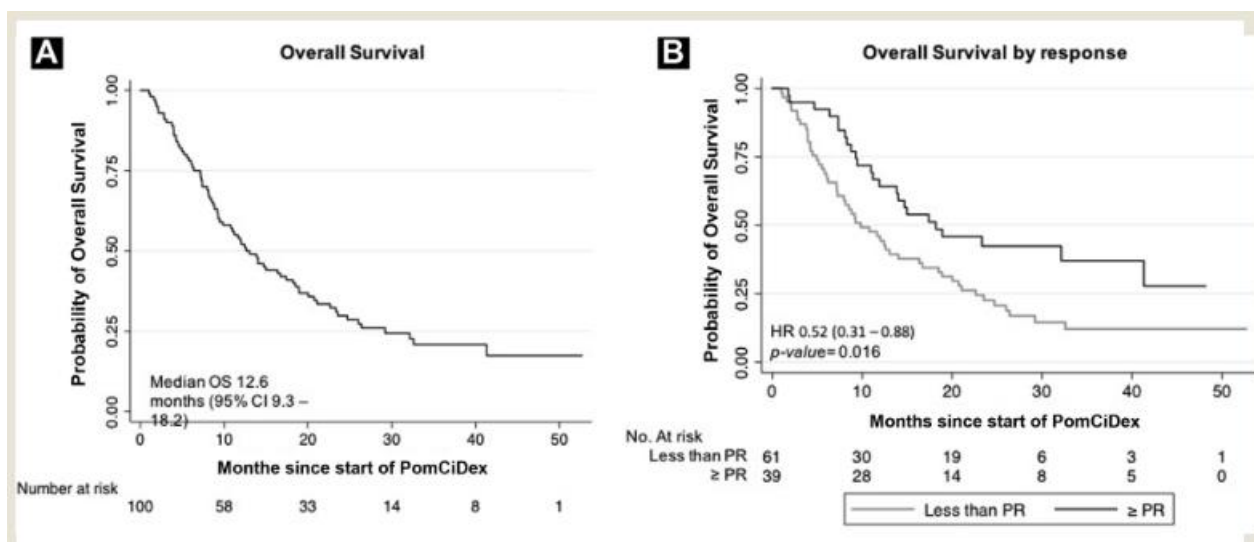 A
Overall Survival
Probability of Overall Survival
1.00
0.75
0.50
0.25
0.00
Median OS 12.6
months (95% CI 9.3 –
18.2)
0 10 20 30 40 50
Monthe since start of PomCiDex
Number at risk
100 58 33 14 8 1
B
Overall Survival by response
Probability of Overall Survival
1.00
0.75
0.50
0.25
0.00
HR 0.52 (0.31 – 0.88)
p-value=0.016
0 10 20 30 40 50
Months since start of PomCiDex
No. At risk
Less than PR 61 30 19 6 3 1
≥ PR 39 28 14 8 5 0
Less than PR ≥ PR